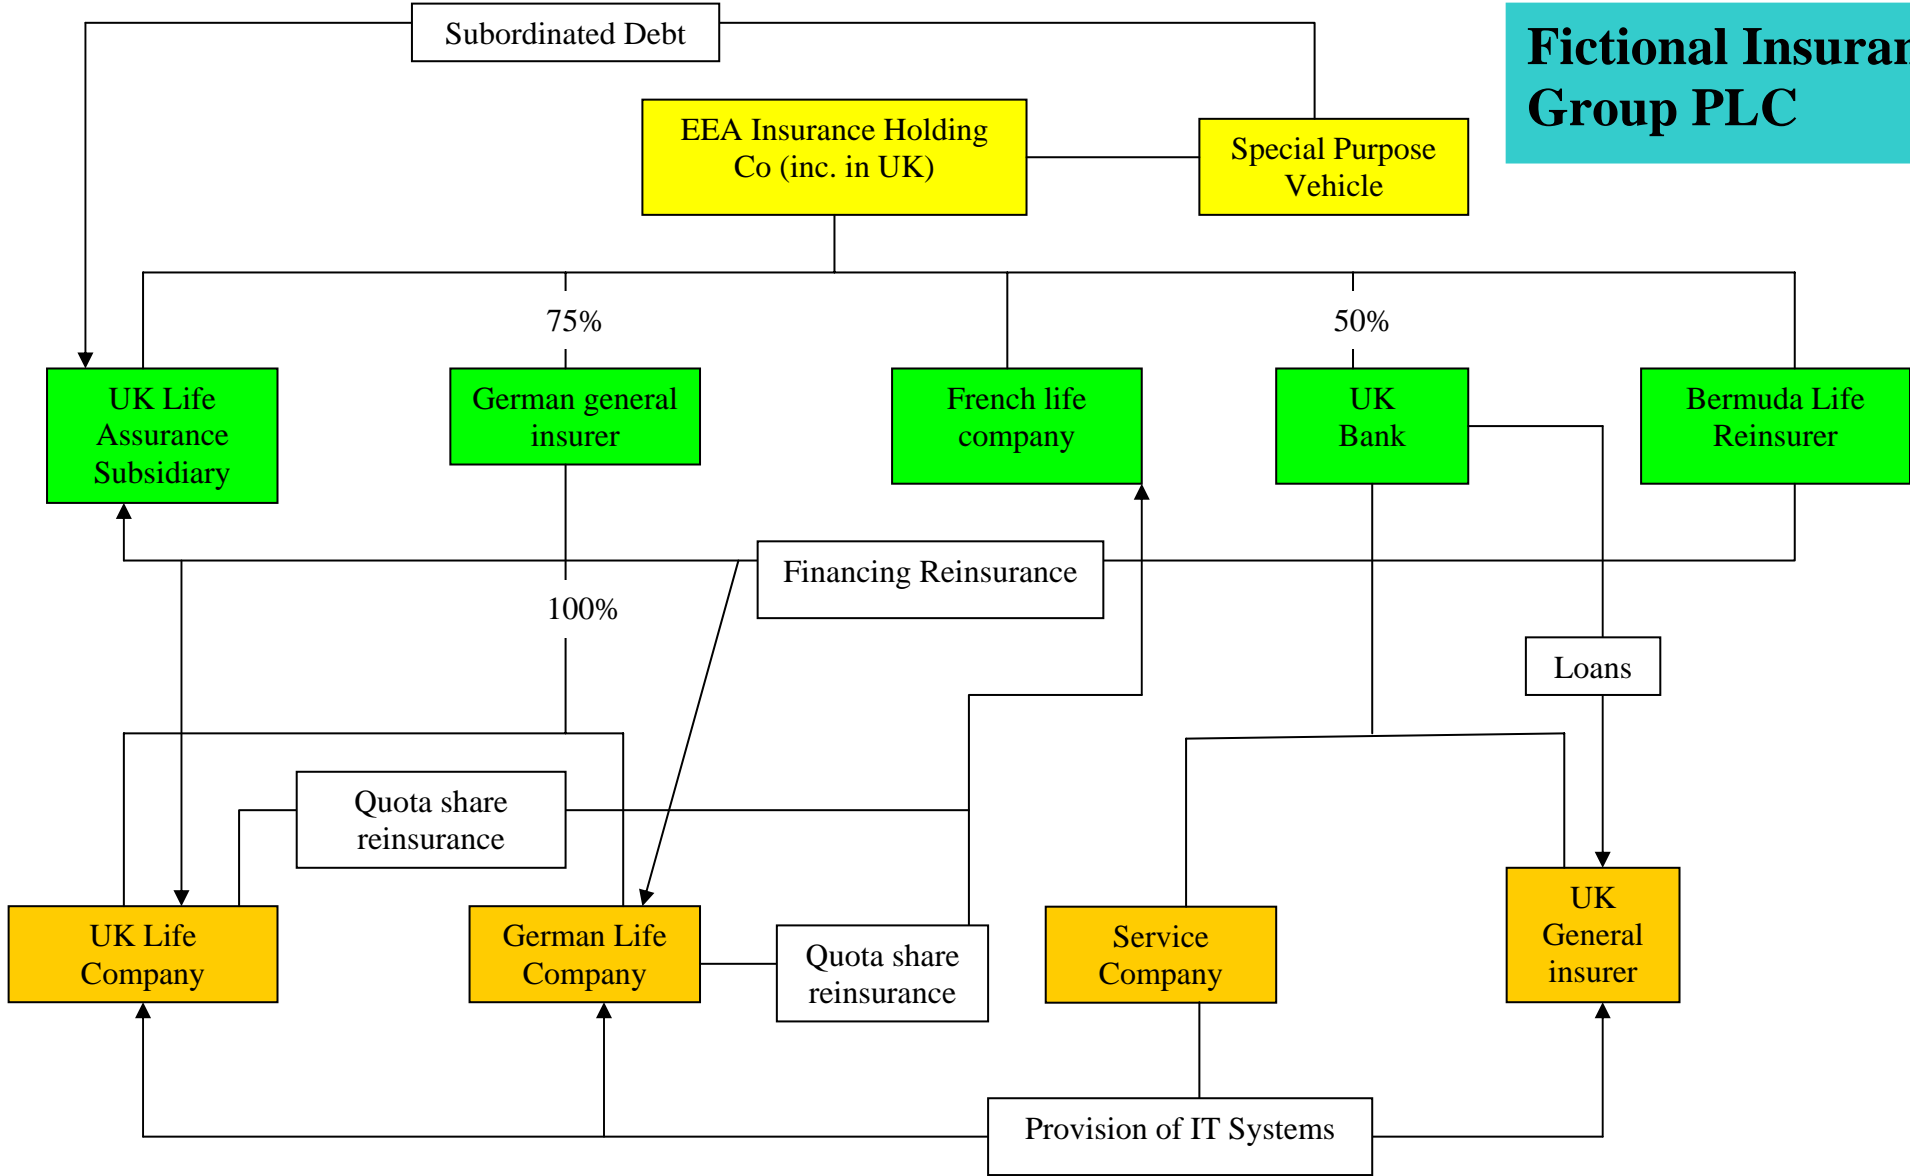 Subordinated Debt
Fictional Insuran
Group PLC
EEA Insurance Holding
Co (inc. in UK)
Special Purpose
Vehicle
75%
50%
UK Life
Assurance
Subsidiary
German general
insurer
French life
company
UK
Bank
Bermuda Life
Reinsurer
Financing Reinsurance
100%
Loans
Quota share
reinsurance
UK Life
Company
German Life
Company
Quota share
reinsurance
Service
Company
UK
General
insurer
Provision of IT Systems